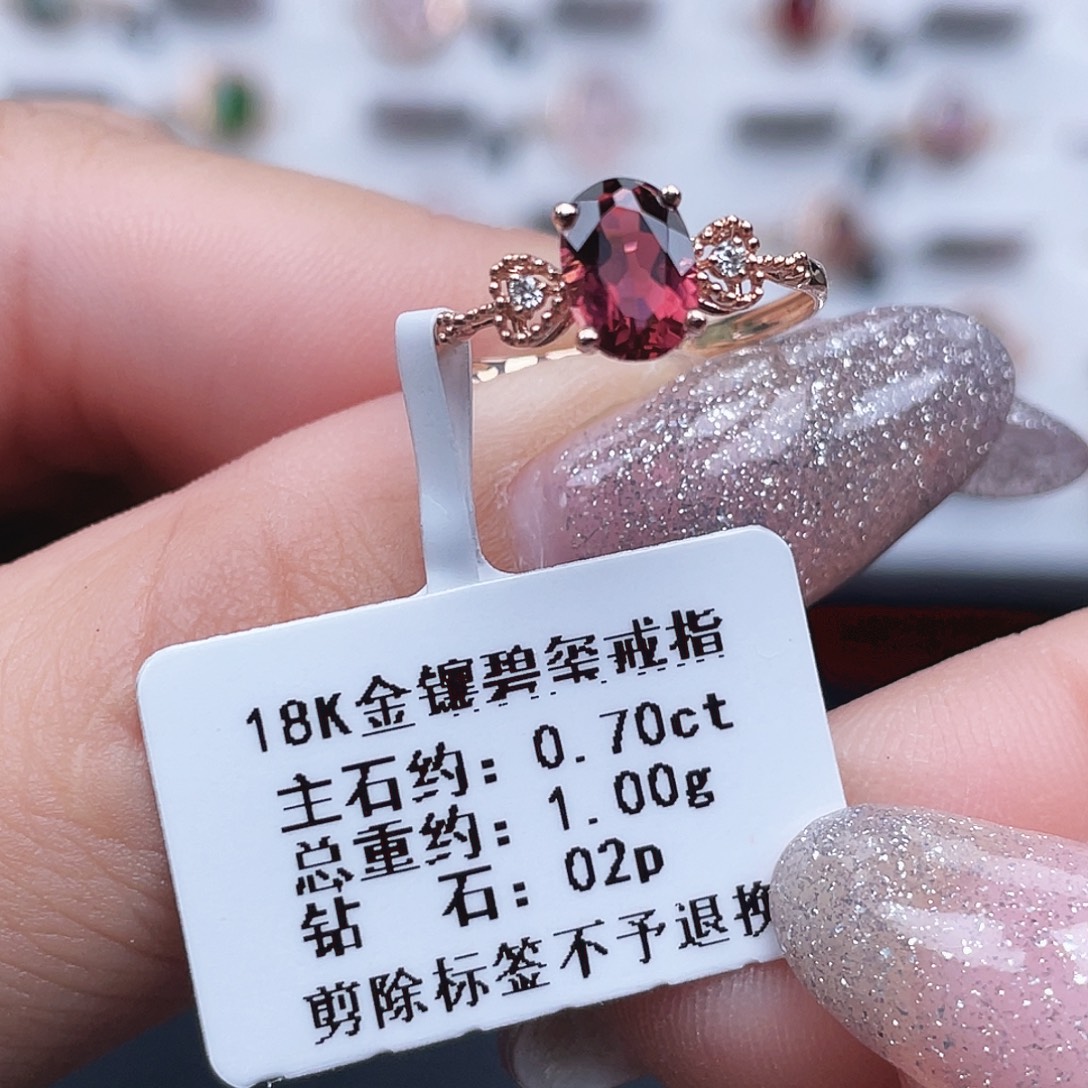 18K金镶碧玺戒指
主石约：0.70ct
总重约：1.00g
钻 石：02p
剪除标签不予退换